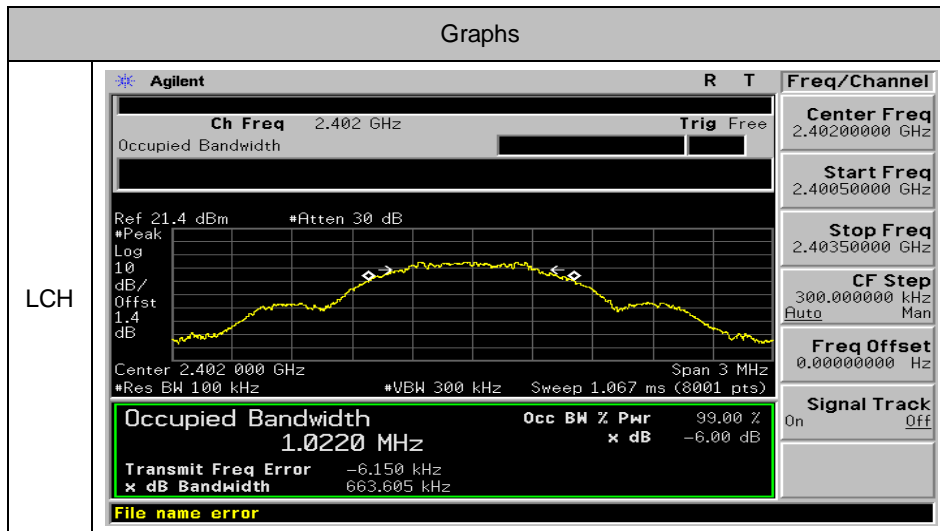 Graphs
LCH
Agilent R T Freq/Channel
Ch Freq 2.402 GHz Trig Free
Occupied Bandwidth
Center Freq
2.40200000 GHz
Start Freq
2.40050000 GHz
Stop Freq
2.40350000 GHz
CF Step
300.000000 kHz
Auto Man
Freq Offset
0.00000000 Hz
Signal Track
On Off
Ref 21.4 dBm #Atten 30 dB
#Peak
Log
10
dB/
Offst
1.4
dB
Center 2.402 000 GHz Span 3 MHz
#Res BW 100 kHz #VBW 300 kHz Sweep 1.067 ms (8001 pts)
Occupied Bandwidth Occ BW % Pwr 99.00 %
1.0220 MHz x dB -6.00 dB
Transmit Freq Error -6.150 kHz
x dB Bandwidth 663.605 kHz
File name error